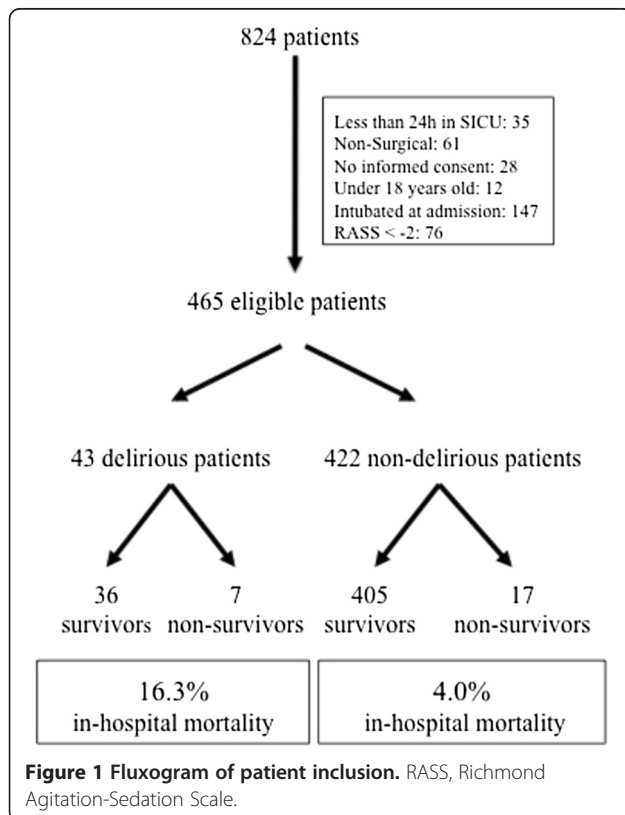 824 patients
Less than 24h in SICU: 35
Non-Surgical: 61
No informed consent: 28
Under 18 years old: 12
Intubated at admission: 147
RASS < -2: 76
465 eligible patients
43 delirious patients
422 non-delirious patients
36
survivors
7
non-survivors
405
survivors
17
non-survivors
16.3%
in-hospital mortality
4.0%
in-hospital mortality
Figure 1 Fluxogram of patient inclusion. RASS, Richmond
Agitation-Sedation Scale.